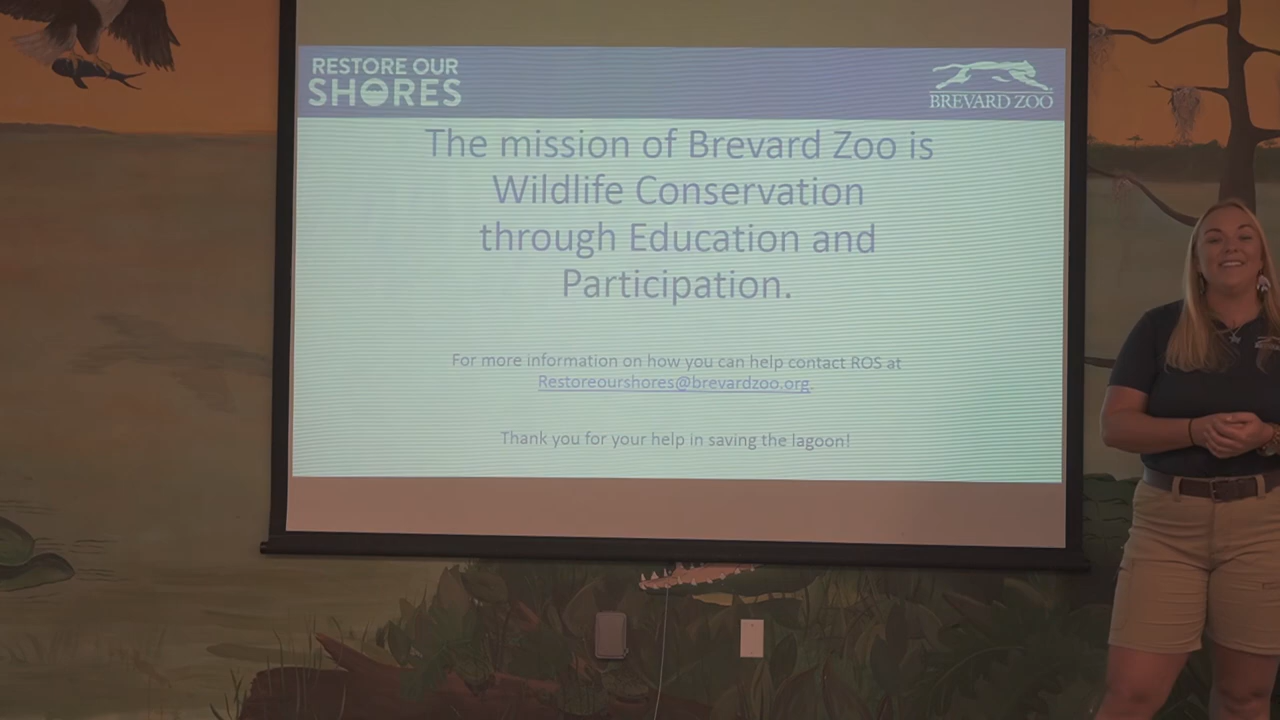 RESTORE OUR
SHORES
BREVARD ZOO
The mission of Brevard Zoo is
Wildlife Conservation
through Education and
Participation.
For more information on how you can help contact ROS at
Restoreourshores@brevardzoo.org.
Thank you for your help in saving the lagoon!